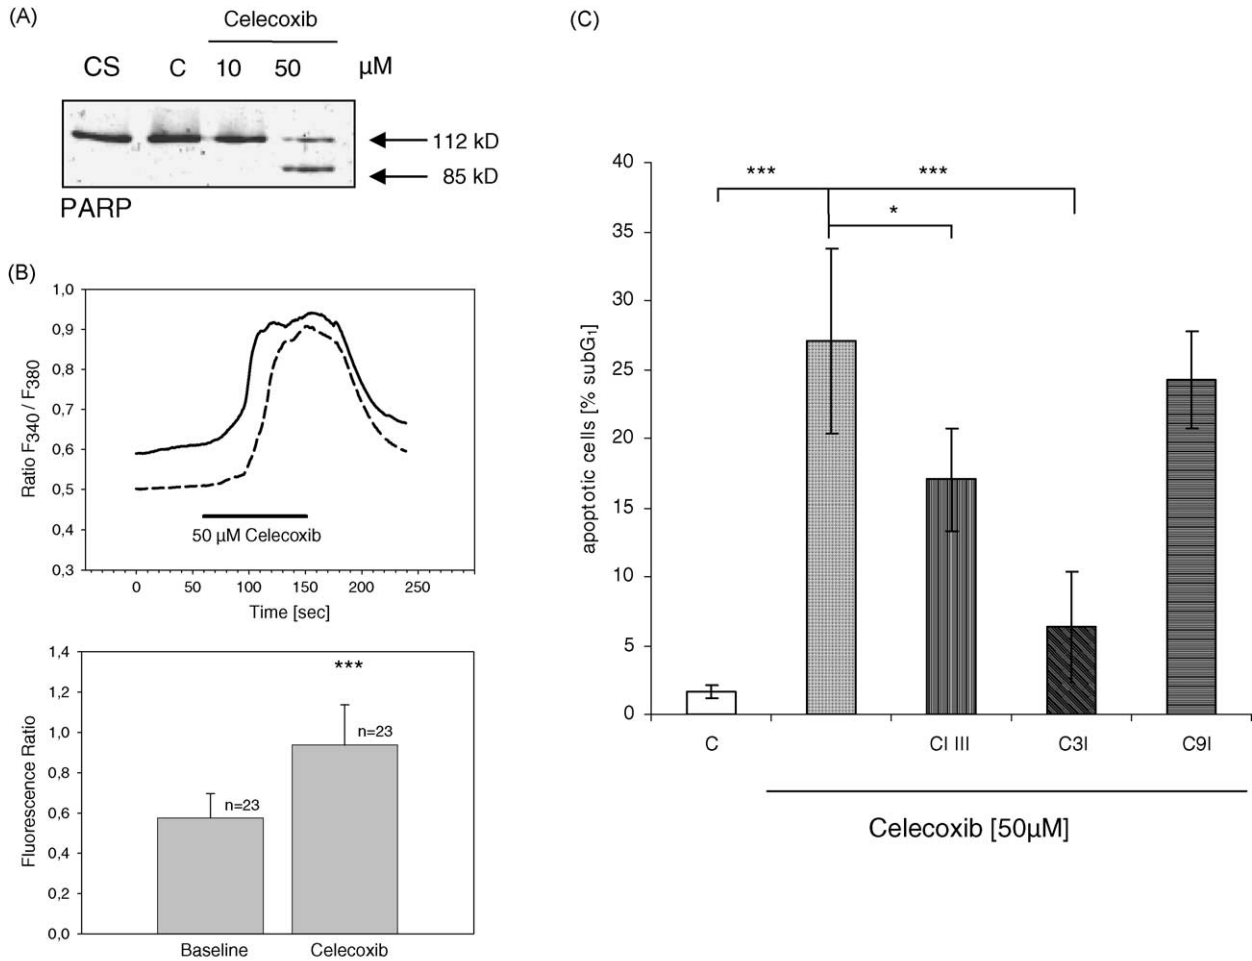 (A)
Celecoxib
CS C 10 50 µM
112 kD
85 kD
PARP
(B)
1,0
0,9
0,8
0,7
0,6
0,5
0,4
0,3
Ratio F340 / F380
50 µM Celecoxib
0 50 100 150 200 250
Time [sec]
1,4
1,2
1,0
0,8
0,6
0,4
0,2
0,0
Fluorescence Ratio
***
n=23
n=23
Baseline Celecoxib
(C)
40
35
30
25
20
15
10
5
0
apoptotic cells [% subG1]
*** ***
*
C CI III C3I C9I
Celecoxib [50µM]